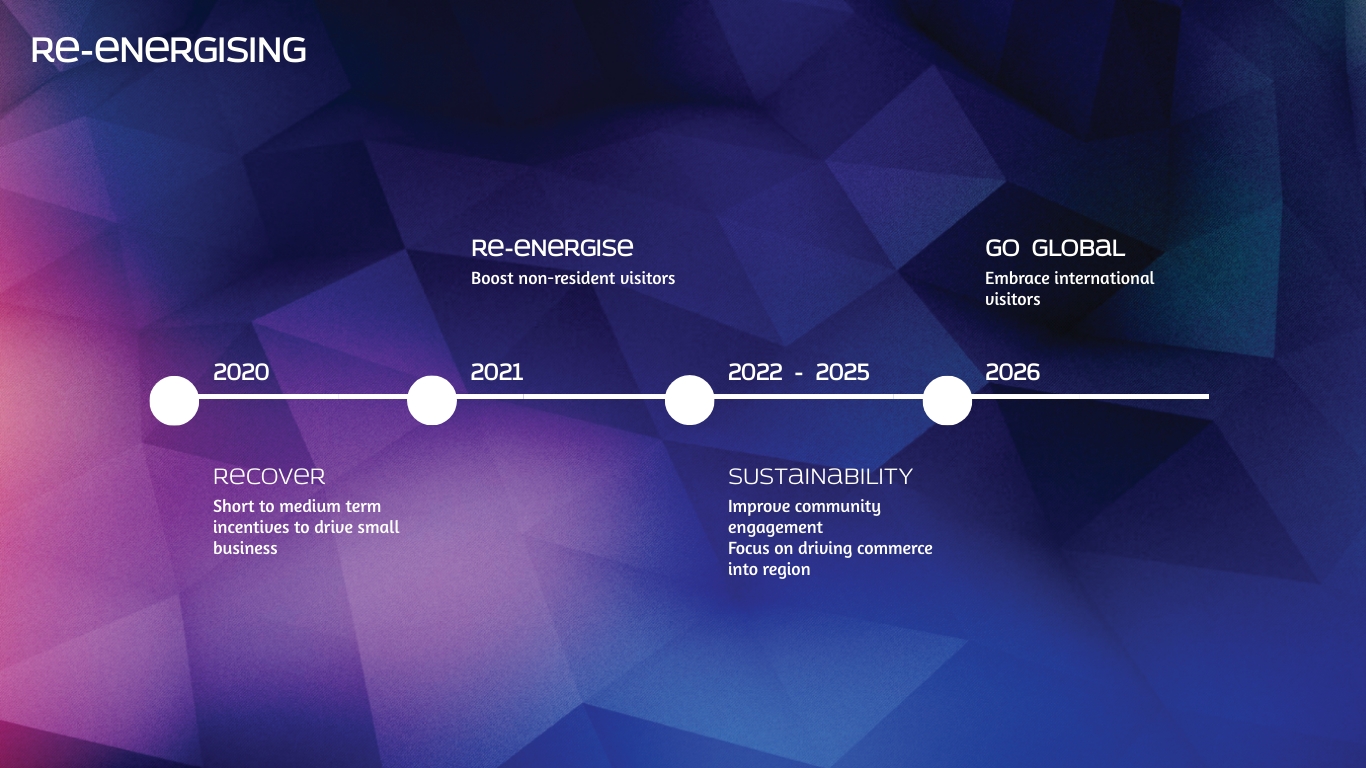 Re-eNeRGISING
Re-eNeRGISe
Boost non-resident visitors
GO GLOBaL
Embrace international
visitors
2020
2021
2022 - 2025
2026
ReCOVeR
Short to medium term
incentives to drive small
business
SUSTaINaBILITY
Improve community
engagement
Focus on driving commerce
into region